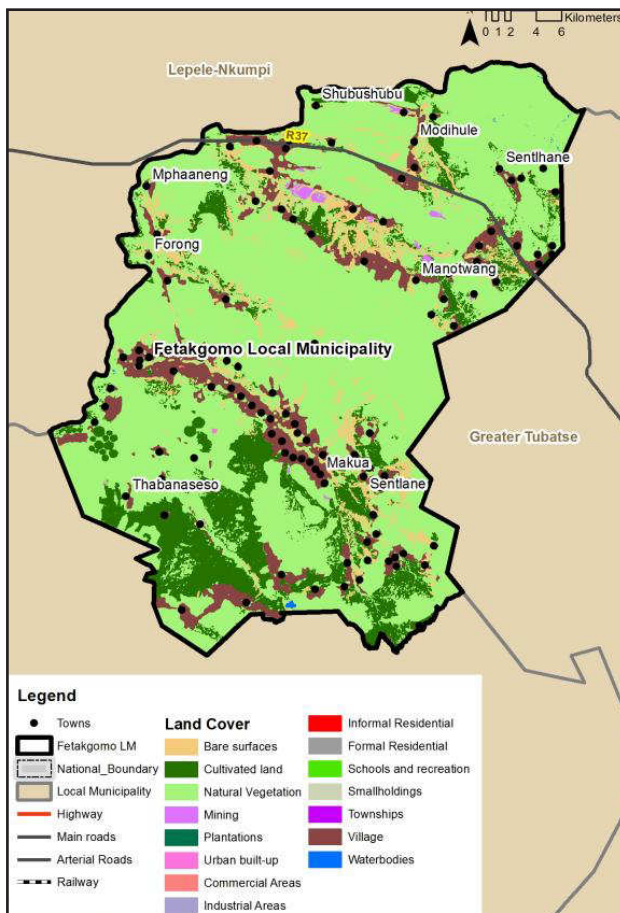 Kilometers
0 1 2 4 6
Lepele-Nkumpi
Shubushubu
R37
Modihule
Sentlhane
Mphaaneng
Forong
Manotwang
Fetakgomo Local Municipality
Greater Tubatse
Makua
Thabanaseso
Sentlane
Legend
Towns
Fetakgomo LM
National_Boundary
Local Municipality
Highway
Main roads
Arterial Roads
Railway
Land Cover
Bare surfaces
Cultivated land
Natural Vegetation
Mining
Plantations
Urban built-up
Commercial Areas
Industrial Areas
Informal Residential
Formal Residential
Schools and recreation
Smallholdings
Townships
Village
Waterbodies